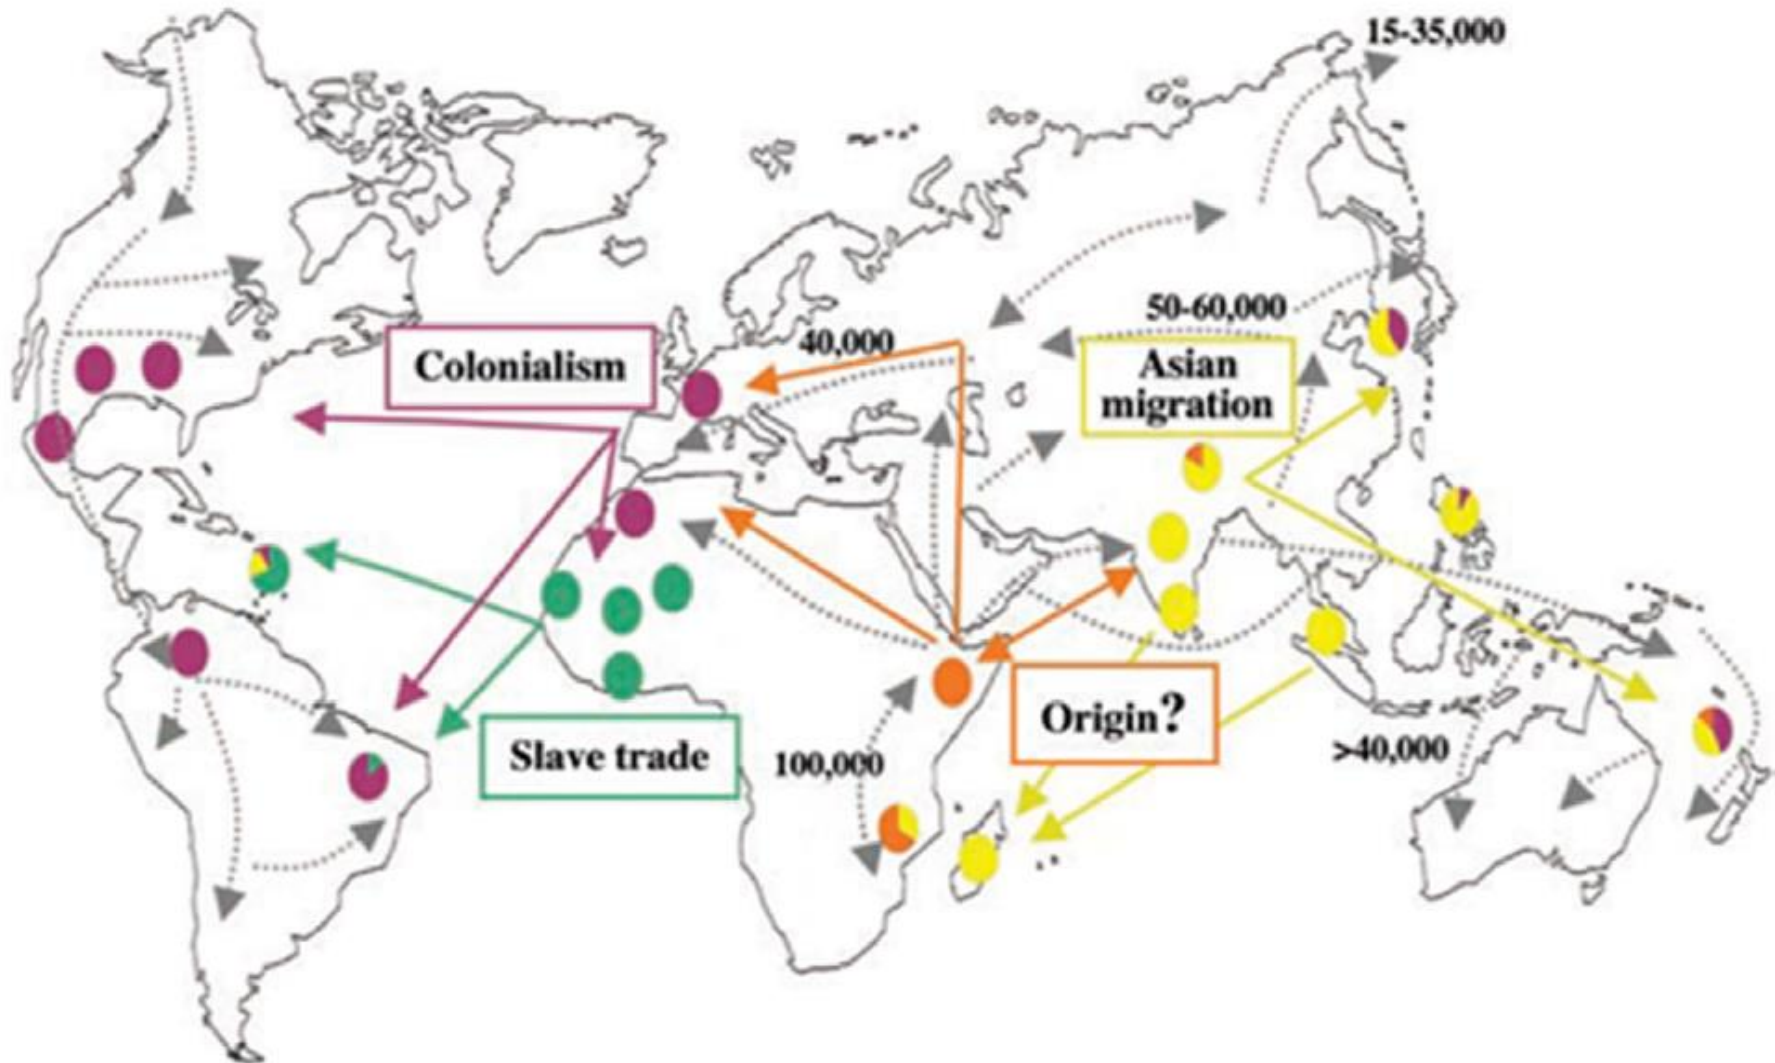 15-35,000
50-60,000
40,000
Colonialism
Asian
migration
Origin?
Slave trade
100,000
>40,000